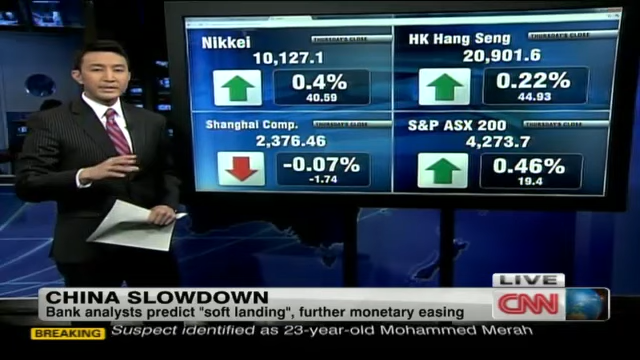 Nikkei
THURSDAY'S CLOSE
10,127.1
0.4%
40.59
HK Hang Seng
THURSDAY'S CLOSE
20,901.6
0.22%
44.93
Shanghai Comp.
THURSDAY'S CLOSE
2,376.46
-0.07%
-1.74
S&P ASX 200
THURSDAY'S CLOSE
4,273.7
0.46%
19.4
LIVE
CNN
CHINA SLOWDOWN
Bank analysts predict "soft landing", further monetary easing
BREAKING Suspect identified as 23-year-old Mohammed Merah